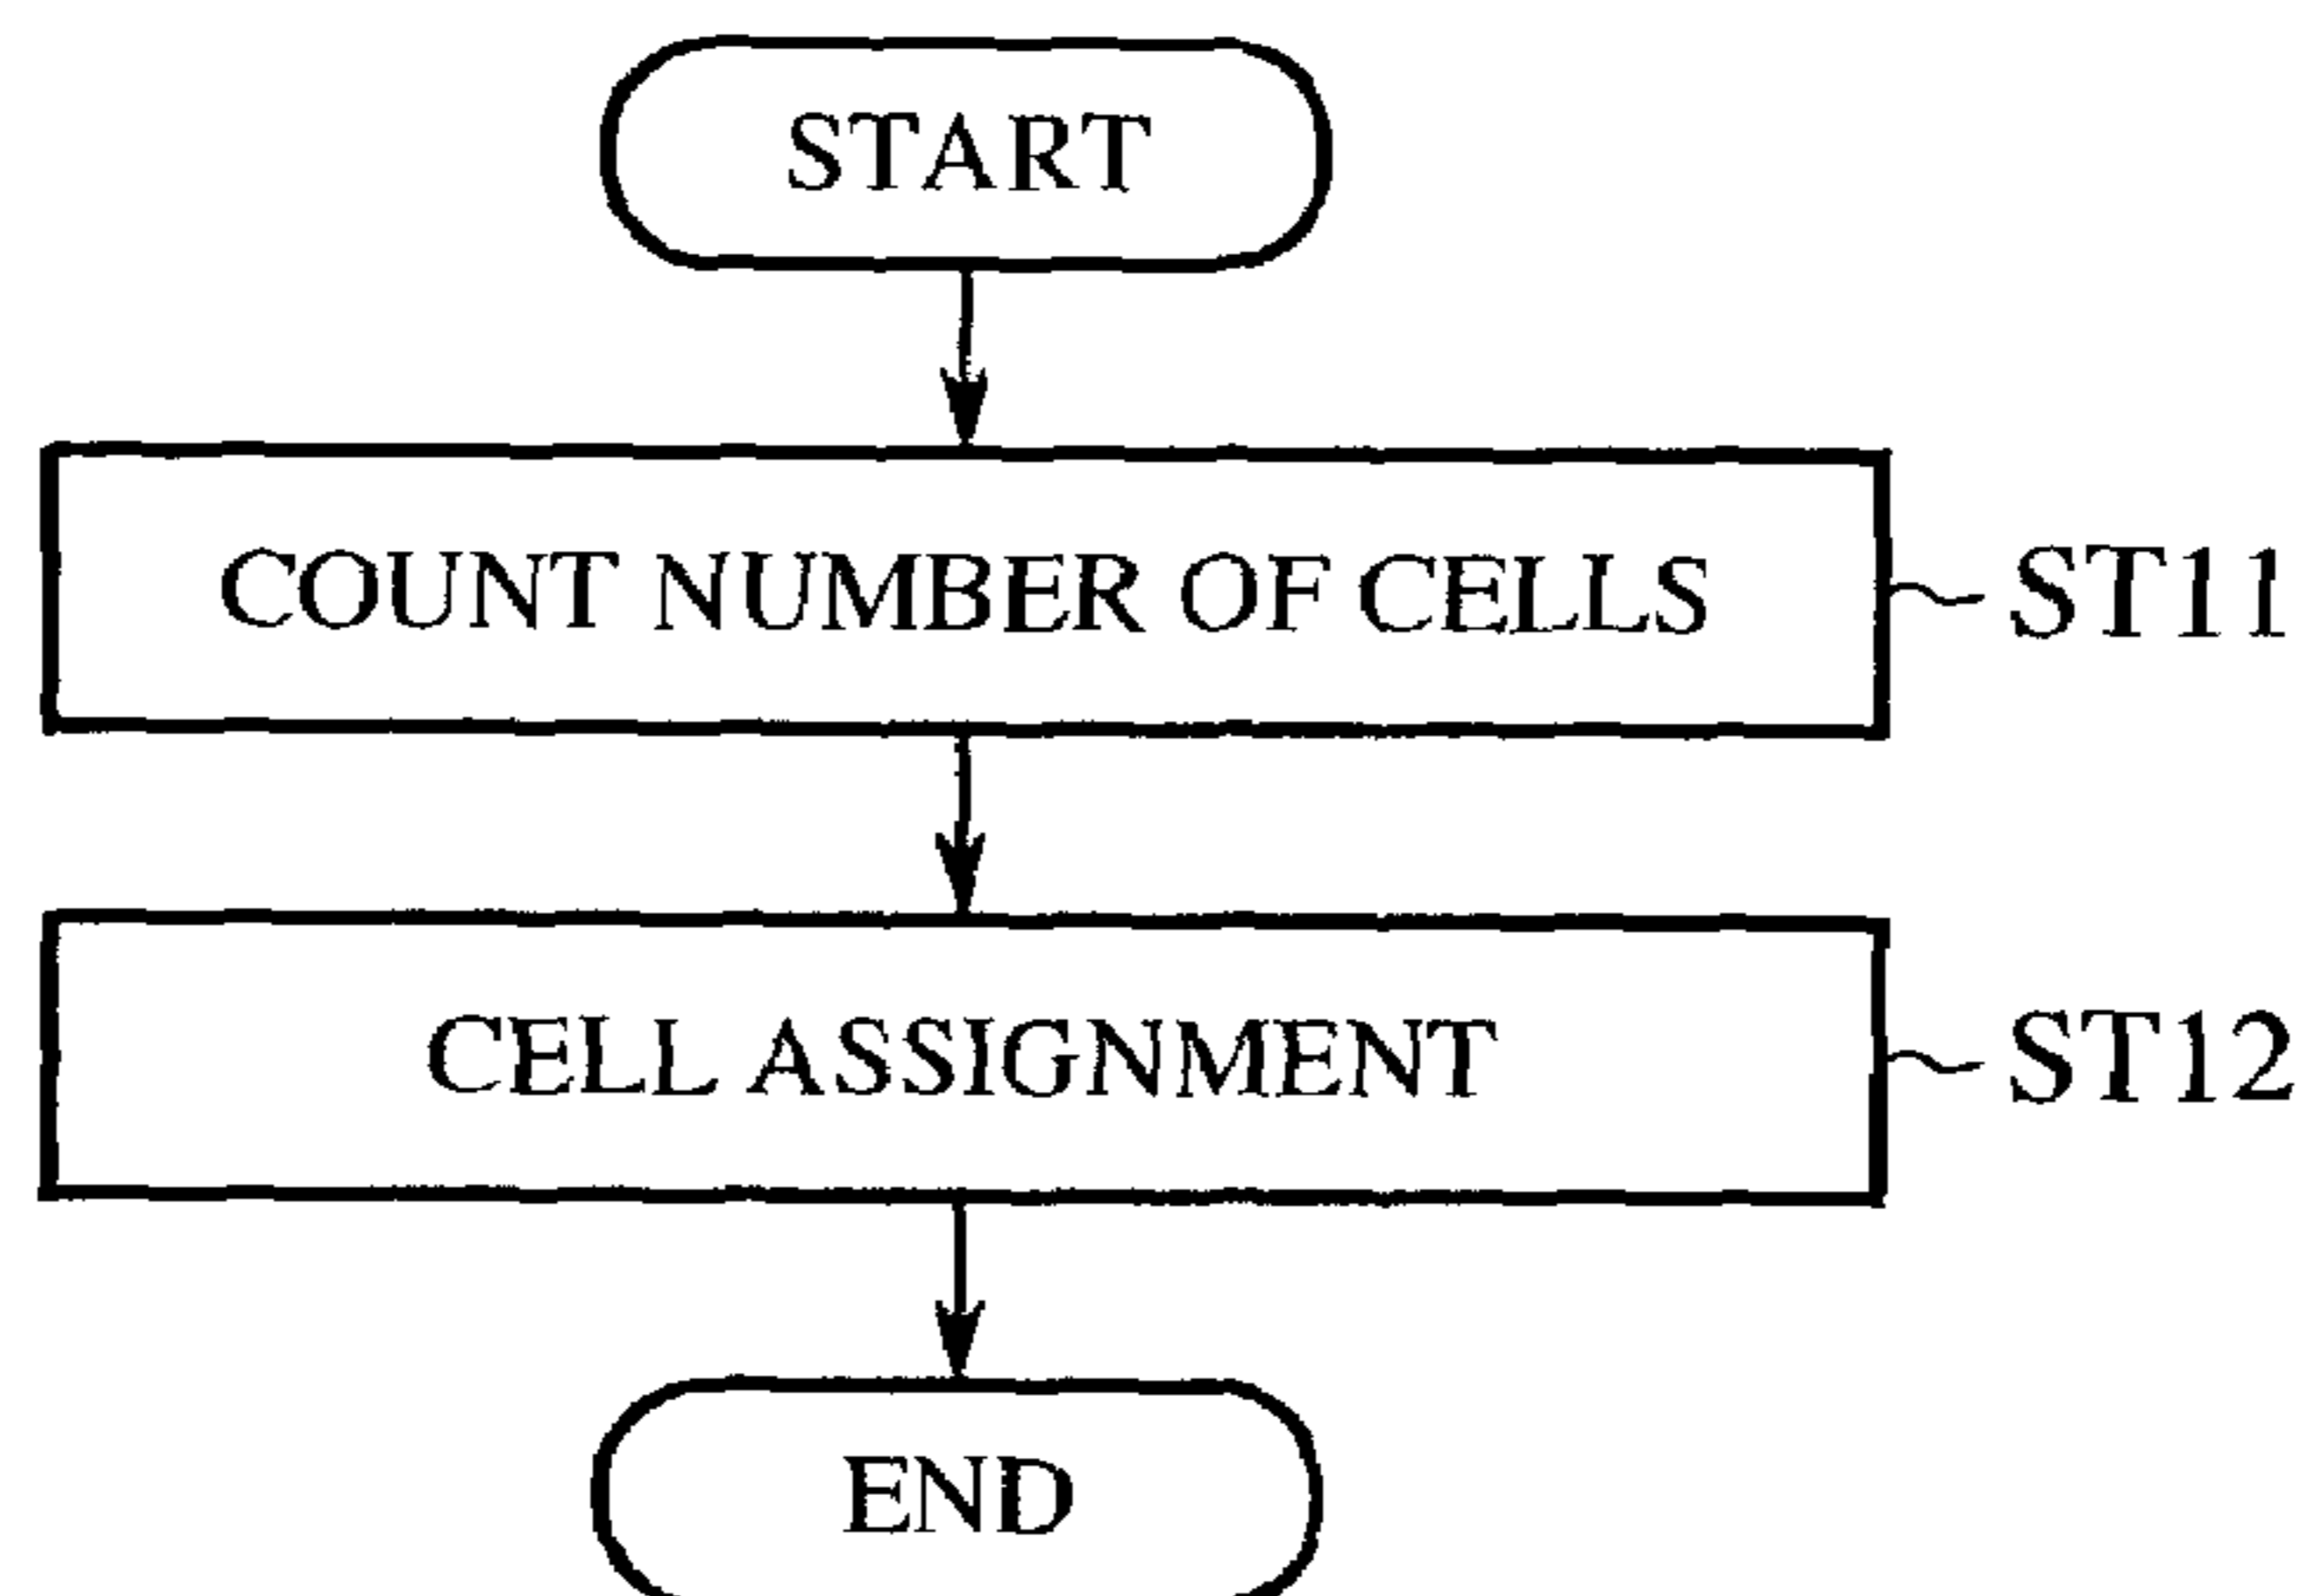 START
COUNT NUMBER OF CELLS
ST11
CELL ASSIGNMENT
ST12
END